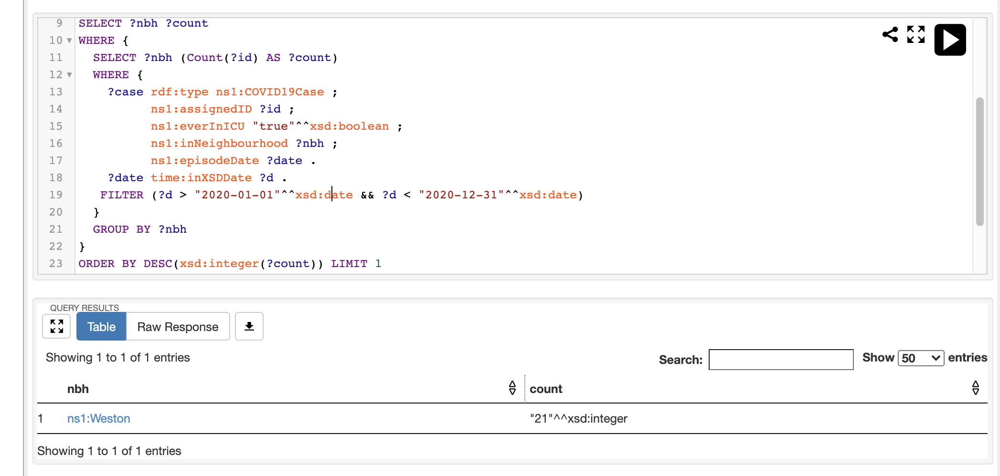 9 SELECT ?nbh ?count
10 WHERE {
11 SELECT ?nbh (Count(?id) AS ?count)
12 WHERE {
13 ?case rdf:type ns1:COVID19Case ;
14 ns1:assignedID ?id ;
15 ns1:everInICU "true"^^xsd:boolean ;
16 ns1:inNeighbourhood ?nbh ;
17 ns1:episodeDate ?date .
18 ?date time:inXSDDate ?d .
19 FILTER (?d > "2020-01-01"^^xsd:date && ?d < "2020-12-31"^^xsd:date)
20 }
21 GROUP BY ?nbh
22 }
23 ORDER BY DESC(xsd:integer(?count)) LIMIT 1
QUERY RESULTS
Table Raw Response
Showing 1 to 1 of 1 entries Search: Show 50 entries
nbh count
1 ns1:Weston "21"^^xsd:integer
Showing 1 to 1 of 1 entries